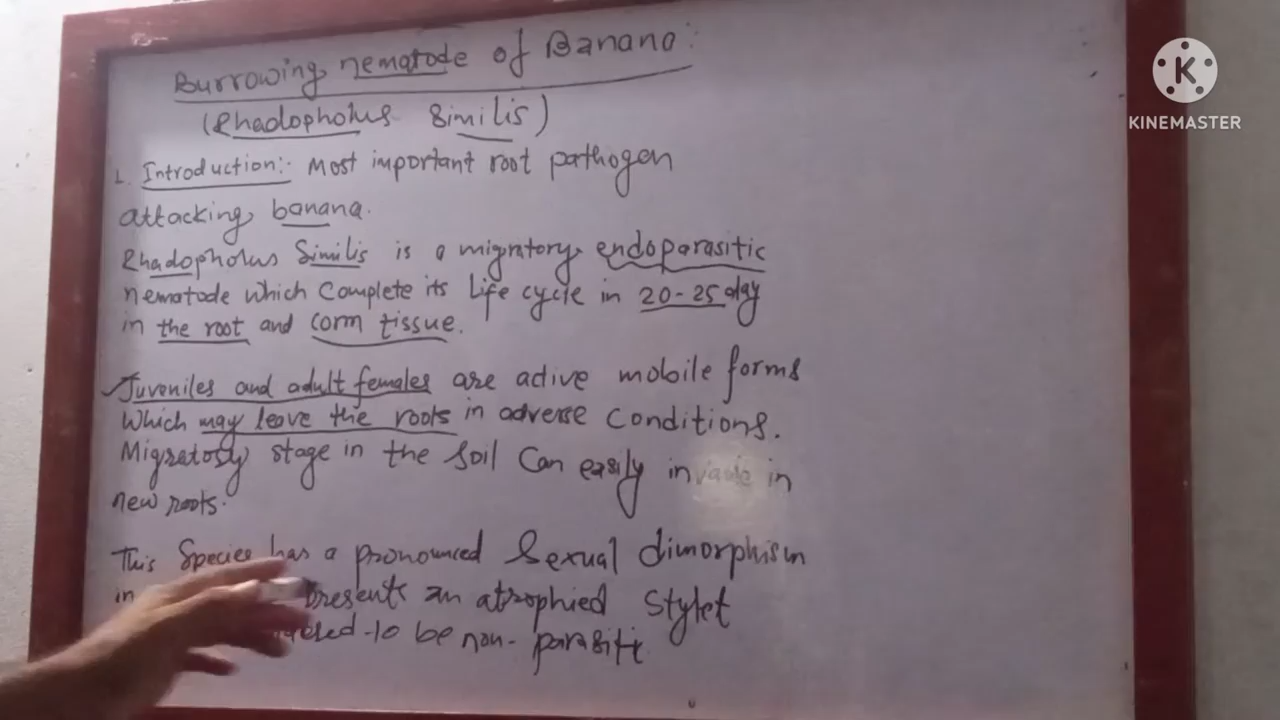 Burrowing nematode of Banana:
(Rhadopholus Similis)
1. Introduction:- Most important root pathogen
attacking banana.
Rhadopholus Similis is a migratory endoparasitic
nematode which complete its life cycle in 20-25 day
in the root and corm tissue.
Juveniles and adult females are active mobile forms
which may leave the roots in adverse conditions.
Migratory stage in the soil can easily invade in
new roots.
This Species has a pronounced Sexual dimorphism
in presents an atrophied stylet
to be non-parasitic
K
KINEMASTER